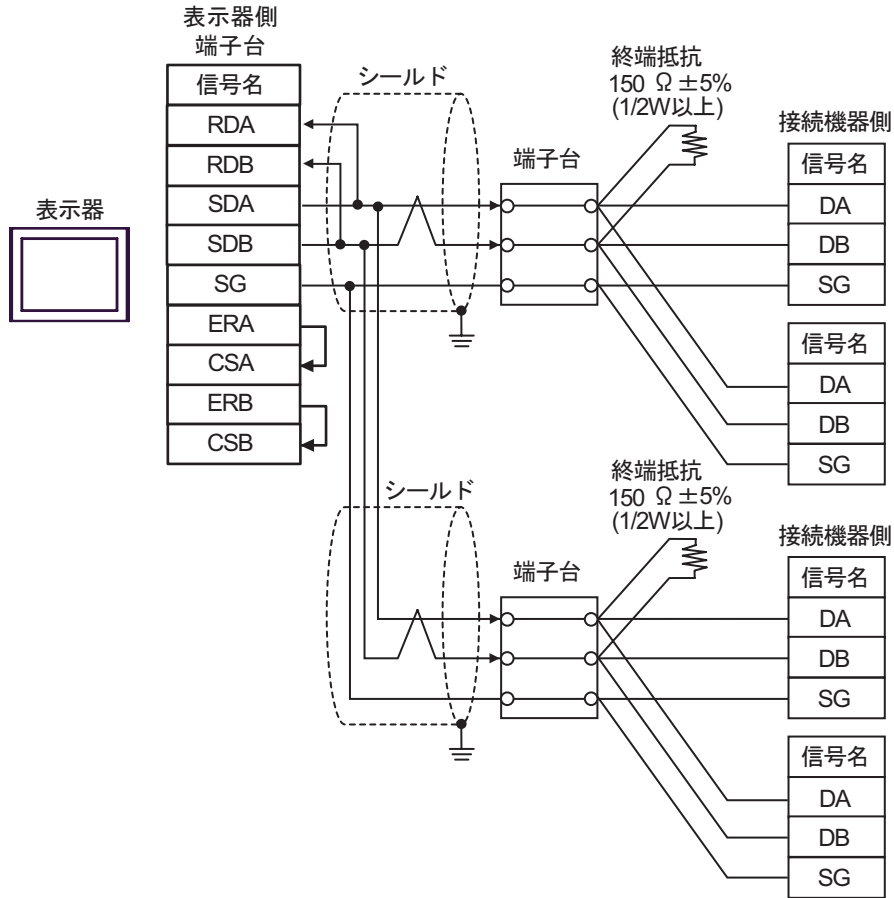 表示器側
端子台
信号名
RDA
RDB
SDA
SDB
SG
ERA
CSA
ERB
CSB
表示器
シールド
端子台
終端抵抗
150 Ω ±5%
(1/2W以上)
接続機器側
信号名
DA
DB
SG
信号名
DA
DB
SG
シールド
端子台
終端抵抗
150 Ω ±5%
(1/2W以上)
接続機器側
信号名
DA
DB
SG
信号名
DA
DB
SG